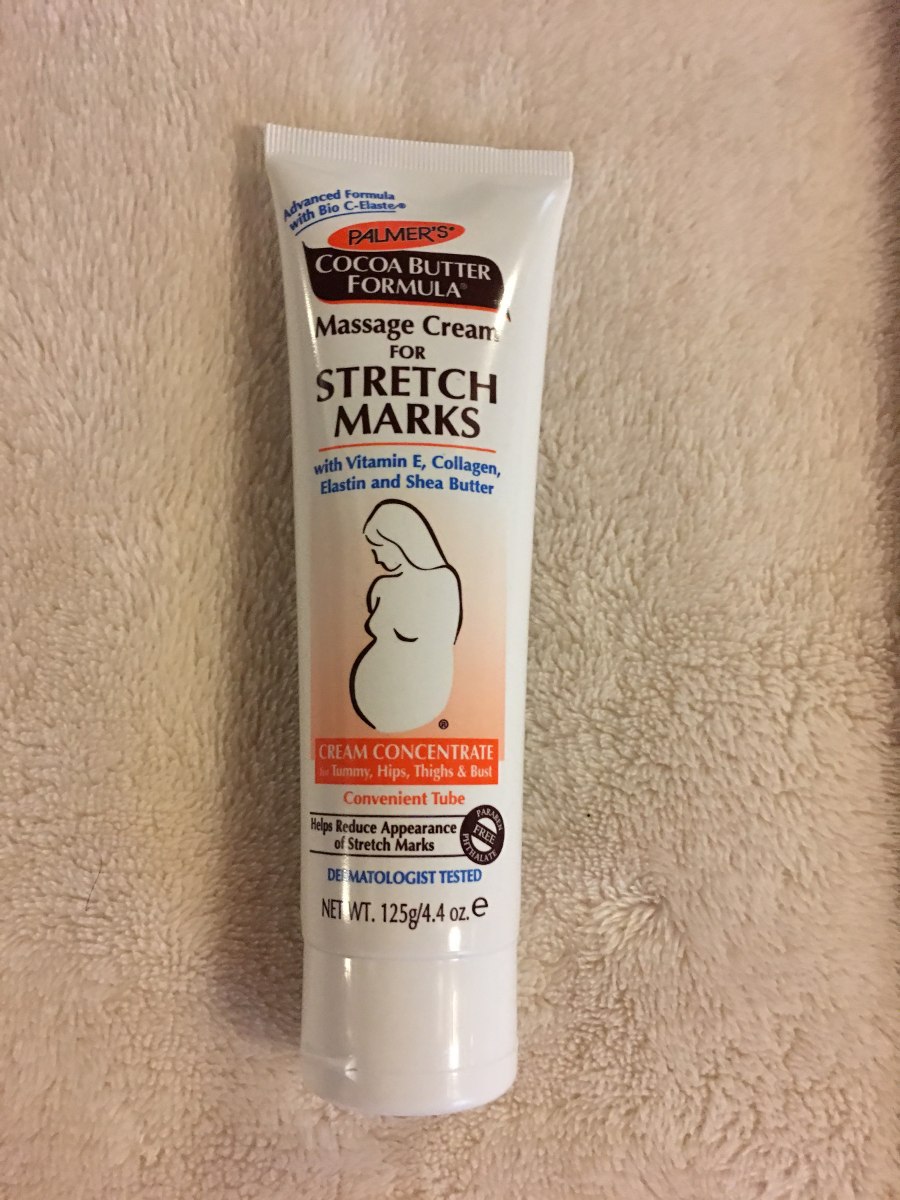 Advanced Formula
with Bio C-Elaste®
PALMER'S®
COCOA BUTTER
FORMULA®
Massage Cream
FOR
STRETCH
MARKS
with Vitamin E, Collagen,
Elastin and Shea Butter
®
CREAM CONCENTRATE
for Tummy, Hips, Thighs & Bust
Convenient Tube
Helps Reduce Appearance
of Stretch Marks
PARABEN
FREE
PHTHALATE
DERMATOLOGIST TESTED
NET WT. 125g/4.4 oz. e